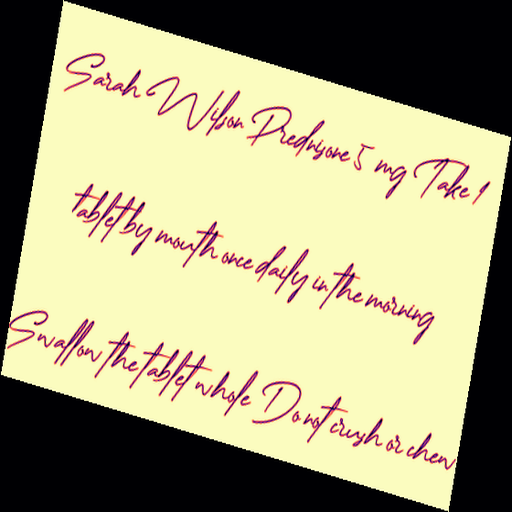 Sarah Wilson Prednisone 5 mg Take 1
tablet by mouth once daily in the morning
Swallow the tablet whole Do not crush or chew